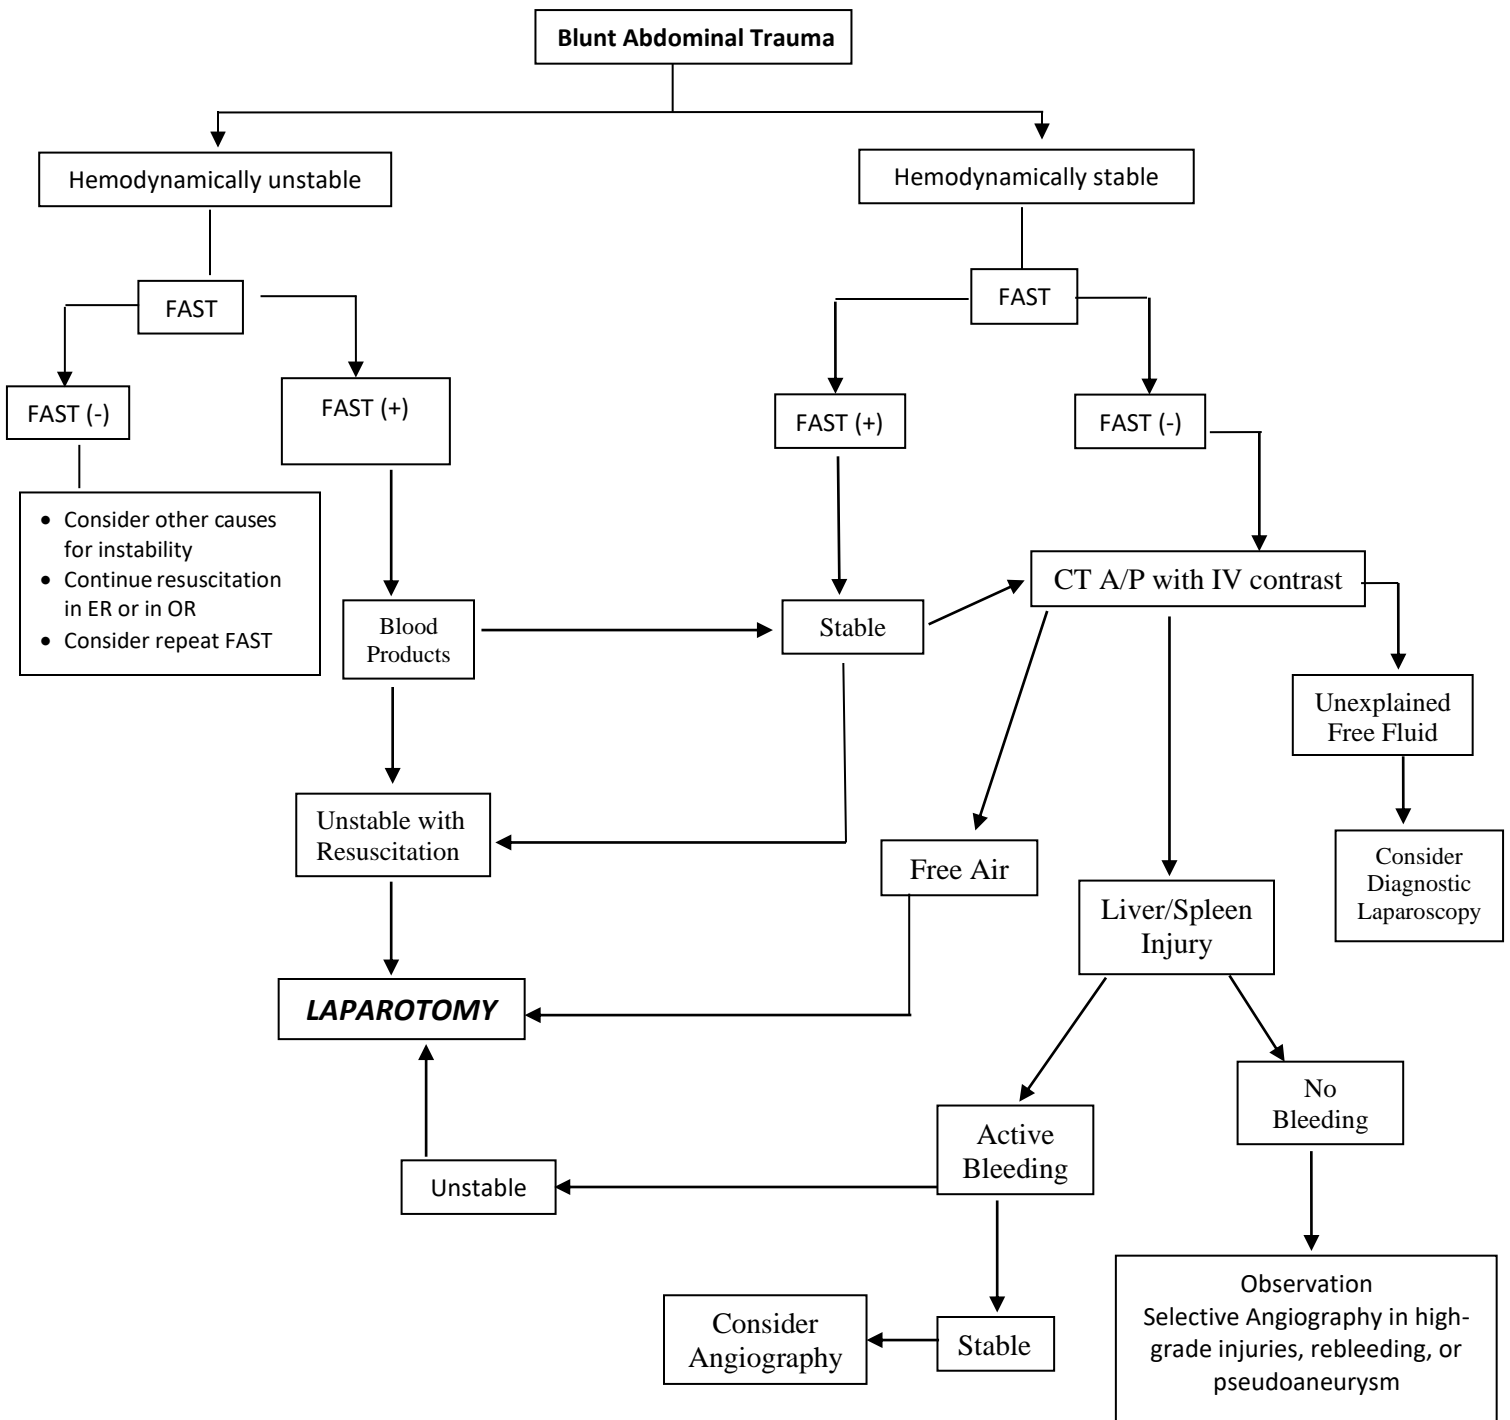 Blunt Abdominal Trauma
Hemodynamically unstable
Hemodynamically stable
FAST
FAST
FAST (-)
FAST (+)
FAST (+)
FAST (-)
• Consider other causes
for instability
• Continue resuscitation
in ER or in OR
• Consider repeat FAST
Blood
Products
Stable
CT A/P with IV contrast
Unexplained
Free Fluid
Unstable with
Resuscitation
Free Air
Consider
Diagnostic
Laparoscopy
Liver/Spleen
Injury
LAPAROTOMY
No
Bleeding
Active
Bleeding
Unstable
Observation
Selective Angiography in high-
grade injuries, rebleeding, or
pseudoaneurysm
Consider
Angiography
Stable